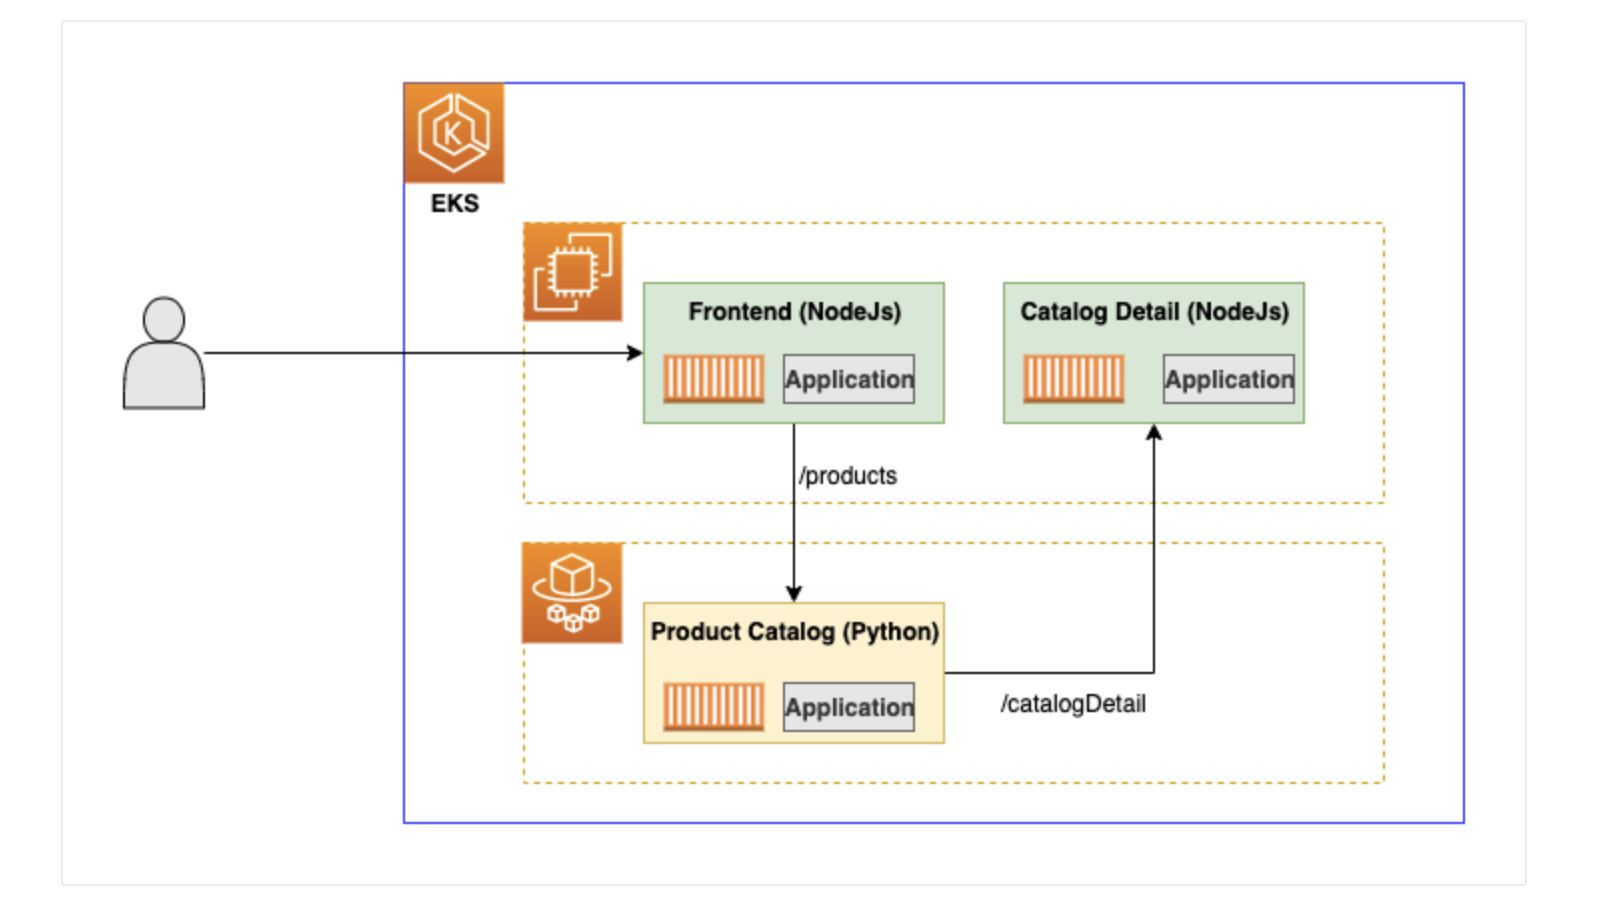 K
EKS
Frontend (NodeJs)
Application
Catalog Detail (NodeJs)
Application
/products
Product Catalog (Python)
Application
/catalogDetail